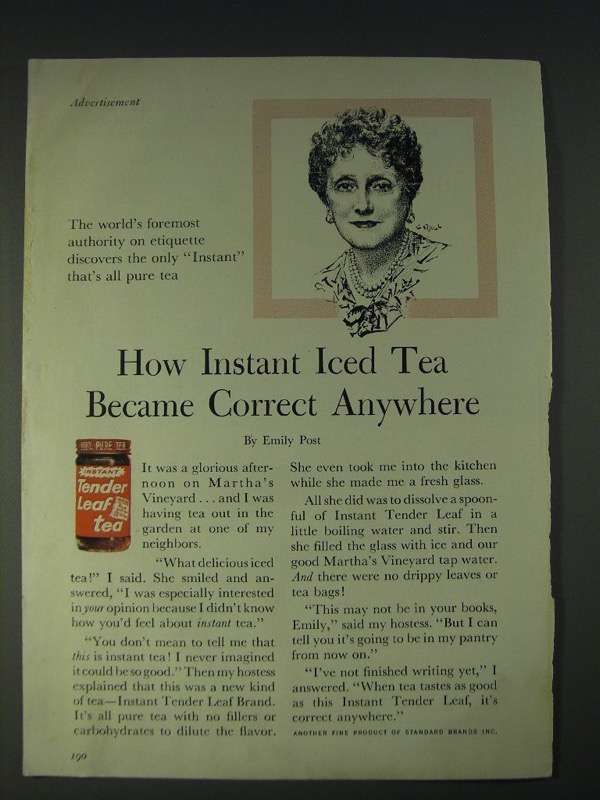 Advertisement
The world's foremost
authority on etiquette
discovers the only "Instant"
that's all pure tea
How Instant Iced Tea
Became Correct Anywhere
By Emily Post
PURE TEA
INSTANT
Tender
Leaf
tea
It was a glorious after-
noon on Martha's
Vineyard . . . and I was
having tea out in the
garden at one of my
neighbors.
"What delicious iced
tea!" I said. She smiled and an-
swered, "I was especially interested
in your opinion because I didn't know
how you'd feel about instant tea."
"You don't mean to tell me that
this is instant tea! I never imagined
it could be so good." Then my hostess
explained that this was a new kind
of tea—Instant Tender Leaf Brand.
It's all pure tea with no fillers or
carbohydrates to dilute the flavor.
She even took me into the kitchen
while she made me a fresh glass.
All she did was to dissolve a spoon-
ful of Instant Tender Leaf in a
little boiling water and stir. Then
she filled the glass with ice and our
good Martha's Vineyard tap water.
And there were no drippy leaves or
tea bags!
"This may not be in your books,
Emily," said my hostess. "But I can
tell you it's going to be in my pantry
from now on."
"I've not finished writing yet," I
answered. "When tea tastes as good
as this Instant Tender Leaf, it's
correct anywhere."
ANOTHER FINE PRODUCT OF STANDARD BRANDS INC.
190